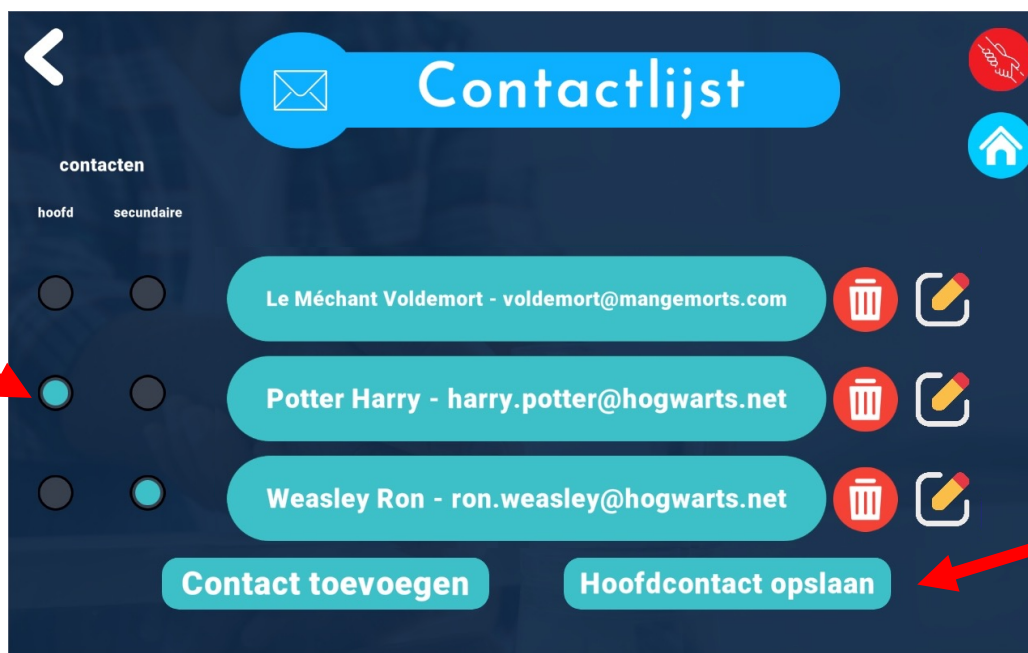 Contactlijst
contacten
hoofd secundaire
Le Méchant Voldemort - voldemort@mangemorts.com
Potter Harry - harry.potter@hogwarts.net
Weasley Ron - ron.weasley@hogwarts.net
Contact toevoegen Hoofdcontact opslaan